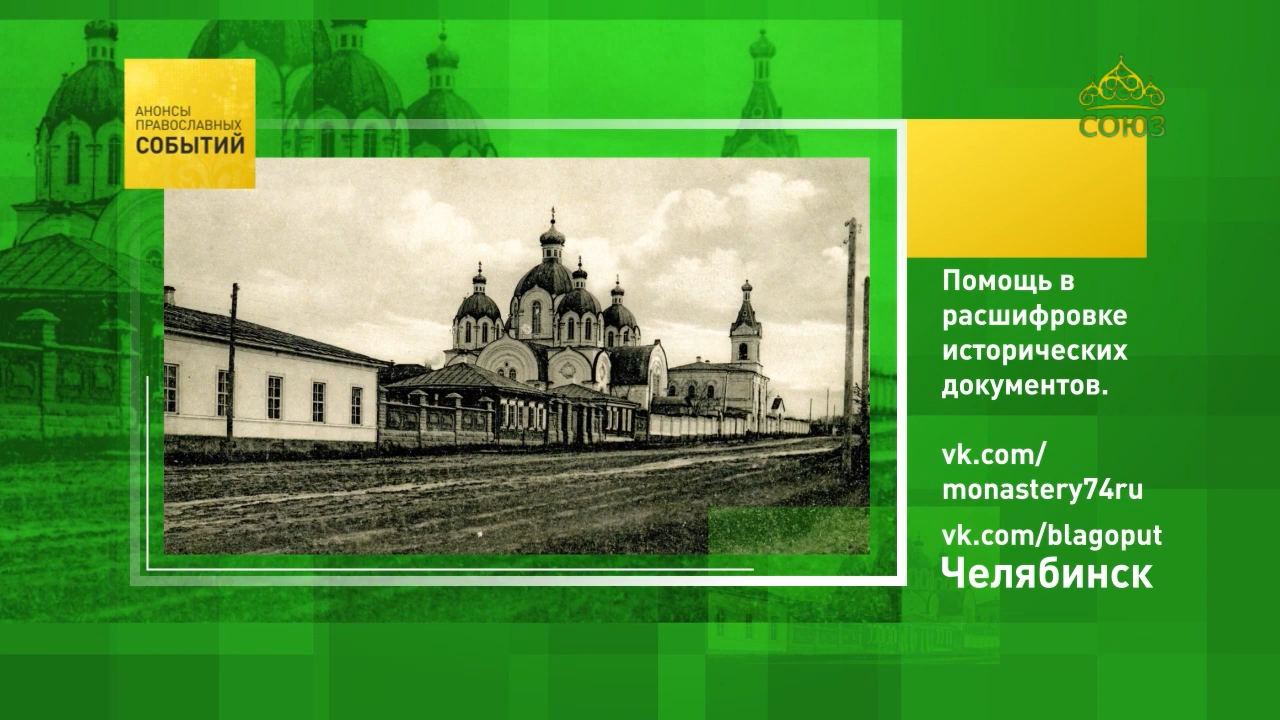 АНОНСЫ
ПРАВОСЛАВНЫХ
СОБЫТИЙ
СОЮЗ
Помощь в
расшифровке
исторических
документов.
vk.com/
monastery74ru
vk.com/blagoput
Челябинск